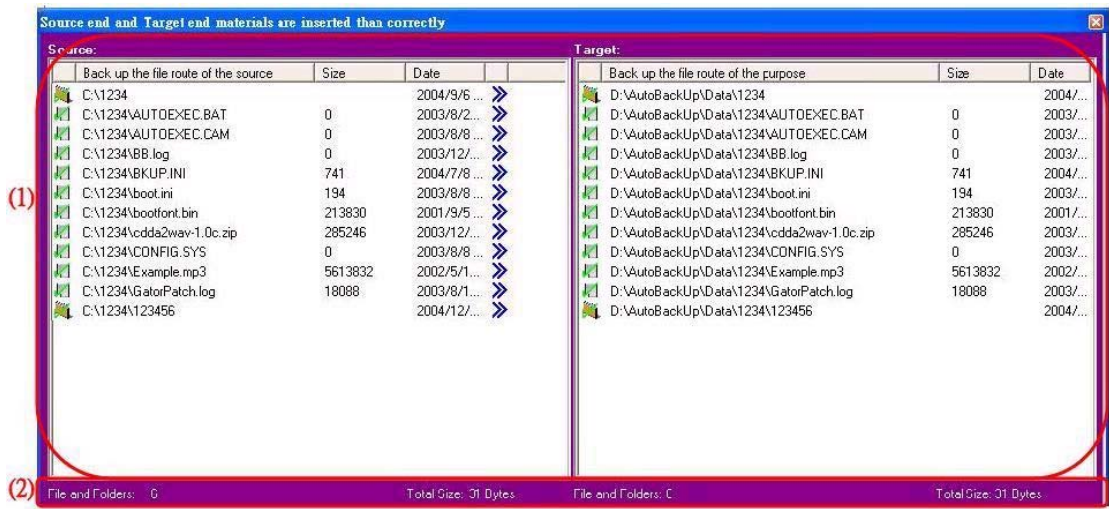 Source end and Target end materials are inserted than correctly
Source: Target:
Back up the file route of the source Size Date Back up the file route of the purpose Size Date
C:\1234 2004/9/6 ... D:\AutoBackUp\Data\1234 2004/...
C:\1234\AUTOEXEC.BAT 0 2003/8/2... D:\AutoBackUp\Data\1234\AUTOEXEC.BAT 0 2003/...
C:\1234\AUTOEXEC.CAM 0 2003/8/8 ... D:\AutoBackUp\Data\1234\AUTOEXEC.CAM 0 2003/...
C:\1234\BB.log 0 2003/12/... D:\AutoBackUp\Data\1234\BB.log 0 2003/...
C:\1234\BKUP.INI 741 2004/7/8 ... D:\AutoBackUp\Data\1234\BKUP.INI 741 2004/...
(1) C:\1234\boot.ini 194 2003/8/8 ... D:\AutoBackUp\Data\1234\boot.ini 194 2003/...
C:\1234\bootfont.bin 213830 2001/9/5 ... D:\AutoBackUp\Data\1234\bootfont.bin 213830 2001/...
C:\1234\cdda2wav-1.0c.zip 285246 2003/12/... D:\AutoBackUp\Data\1234\cdda2wav-1.0c.zip 285246 2003/...
C:\1234\CONFIG.SYS 0 2003/8/8 ... D:\AutoBackUp\Data\1234\CONFIG.SYS 0 2003/...
C:\1234\Example.mp3 5613832 2002/5/1... D:\AutoBackUp\Data\1234\Example.mp3 5613832 2002/...
C:\1234\GatorPatch.log 18088 2003/8/1... D:\AutoBackUp\Data\1234\GatorPatch.log 18088 2003/...
C:\1234\123456 2004/12/... D:\AutoBackUp\Data\1234\123456 2004/...
(2) File and Folders: Total Size: Bytes File and Folders: Total Size: Bytes